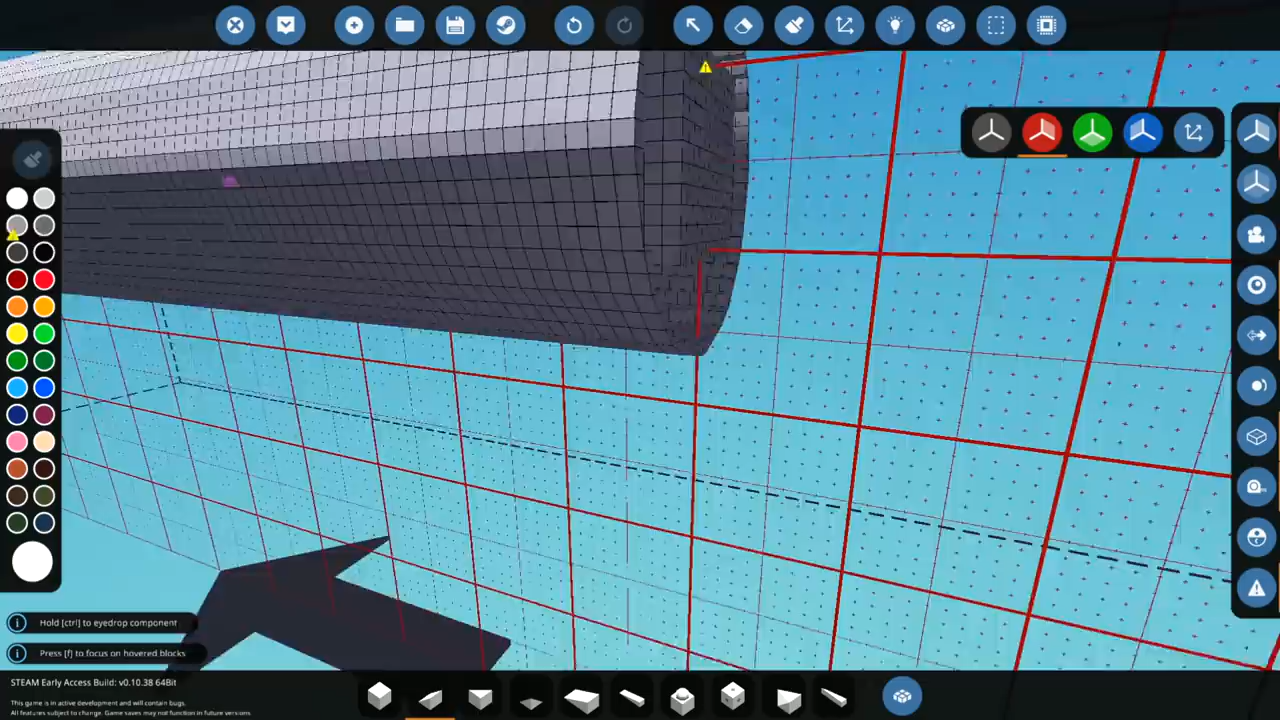 Hold [ctrl] to eyedrop component
Press [f] to focus on hovered blocks
STEAM Early Access Build: v0.10.38 64Bit
This game is in active development and will contain bugs.
All features subject to change. Game saves may not function in future versions